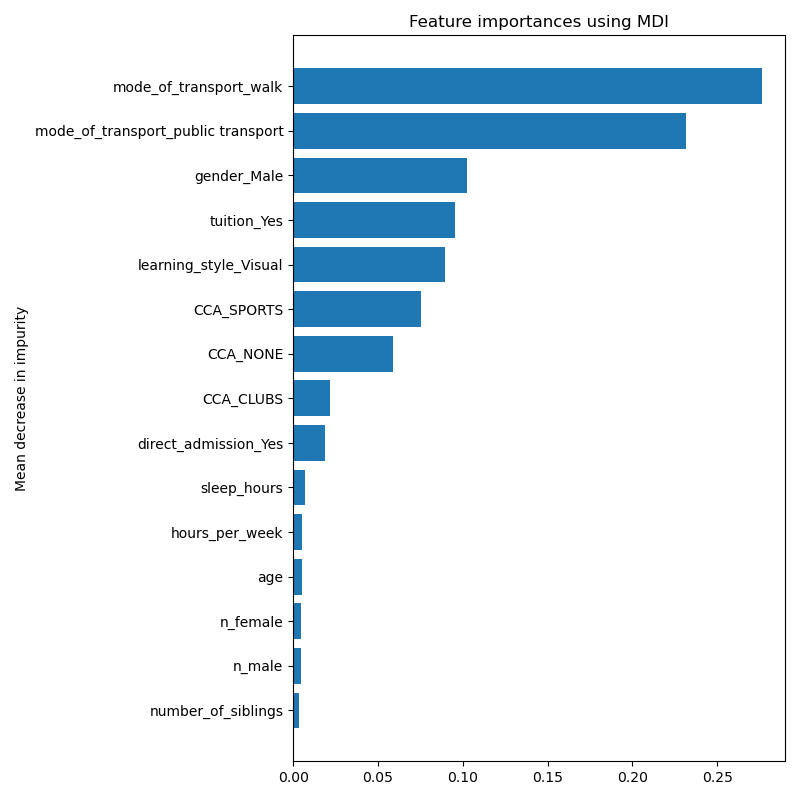 Feature importances using MDI
Mean decrease in impurity
mode_of_transport_walk
mode_of_transport_public transport
gender_Male
tuition_Yes
learning_style_Visual
CCA_SPORTS
CCA_NONE
CCA_CLUBS
direct_admission_Yes
sleep_hours
hours_per_week
age
n_female
n_male
number_of_siblings
0.00 0.05 0.10 0.15 0.20 0.25